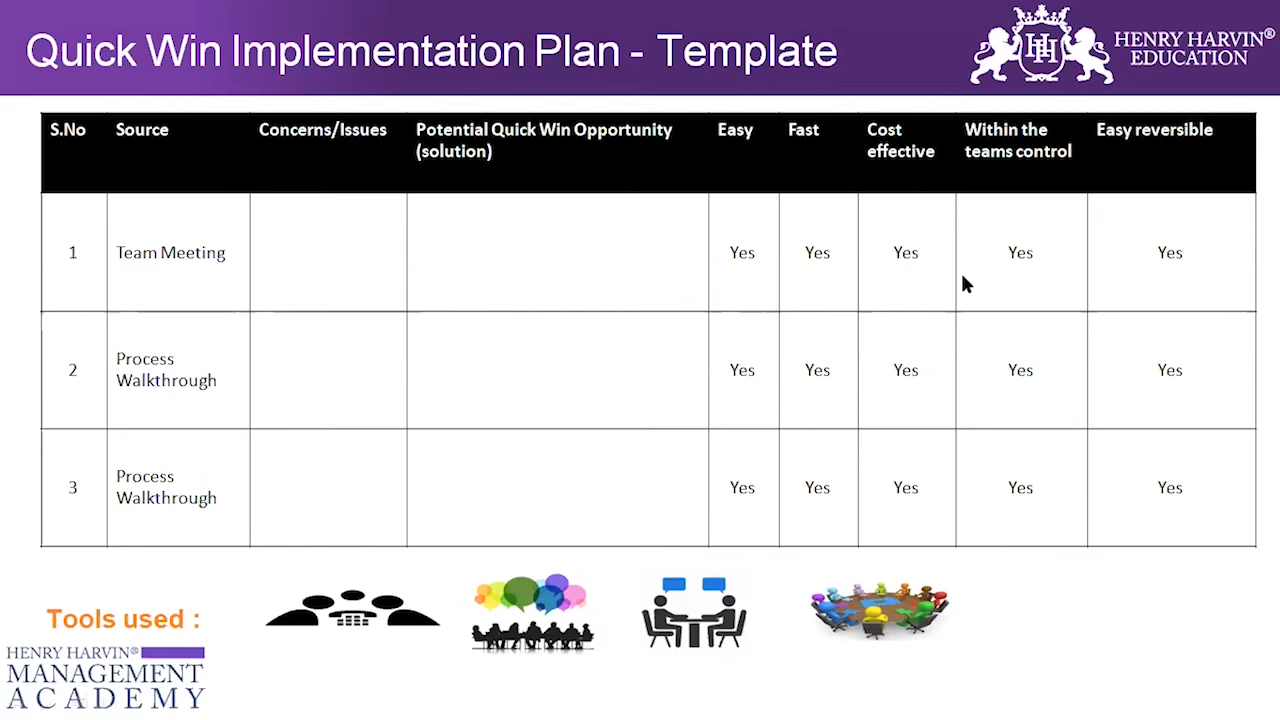 Quick Win Implementation Plan - Template
HENRY HARVIN®
EDUCATION
S.No Source Concerns/Issues Potential Quick Win Opportunity Easy Fast Cost Within the Easy reversible
(solution) effective teams control
1 Team Meeting Yes Yes Yes Yes Yes
Process
2 Walkthrough Yes Yes Yes Yes Yes
Process
3 Walkthrough Yes Yes Yes Yes Yes
Tools used :
HENRY HARVIN®
MANAGEMENT
ACADEMY